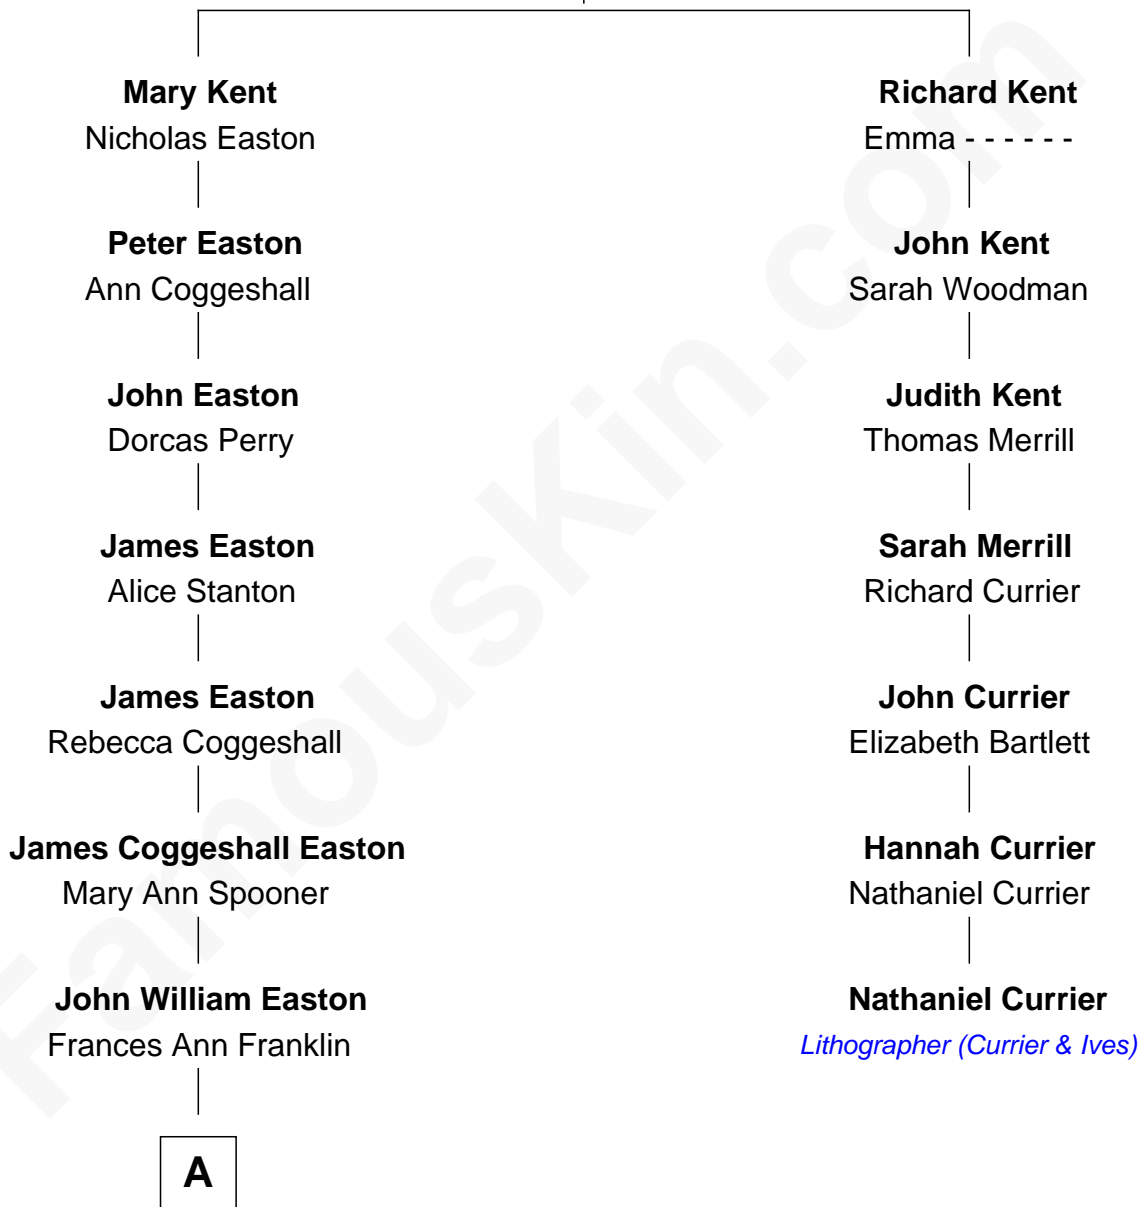 Mary Kent
Nicholas Easton
Peter Easton
Ann Coggeshall
John Easton
Dorcas Perry
James Easton
Alice Stanton
James Easton
Rebecca Coggeshall
James Coggeshall Easton
Mary Ann Spooner
John William Easton
Frances Ann Franklin
A
Richard Kent
Emma - - - - - -
John Kent
Sarah Woodman
Judith Kent
Thomas Merrill
Sarah Merrill
Richard Currier
John Currier
Elizabeth Bartlett
Hannah Currier
Nathaniel Currier
Nathaniel Currier
Lithographer (Currier & Ives)
FamousKin.com